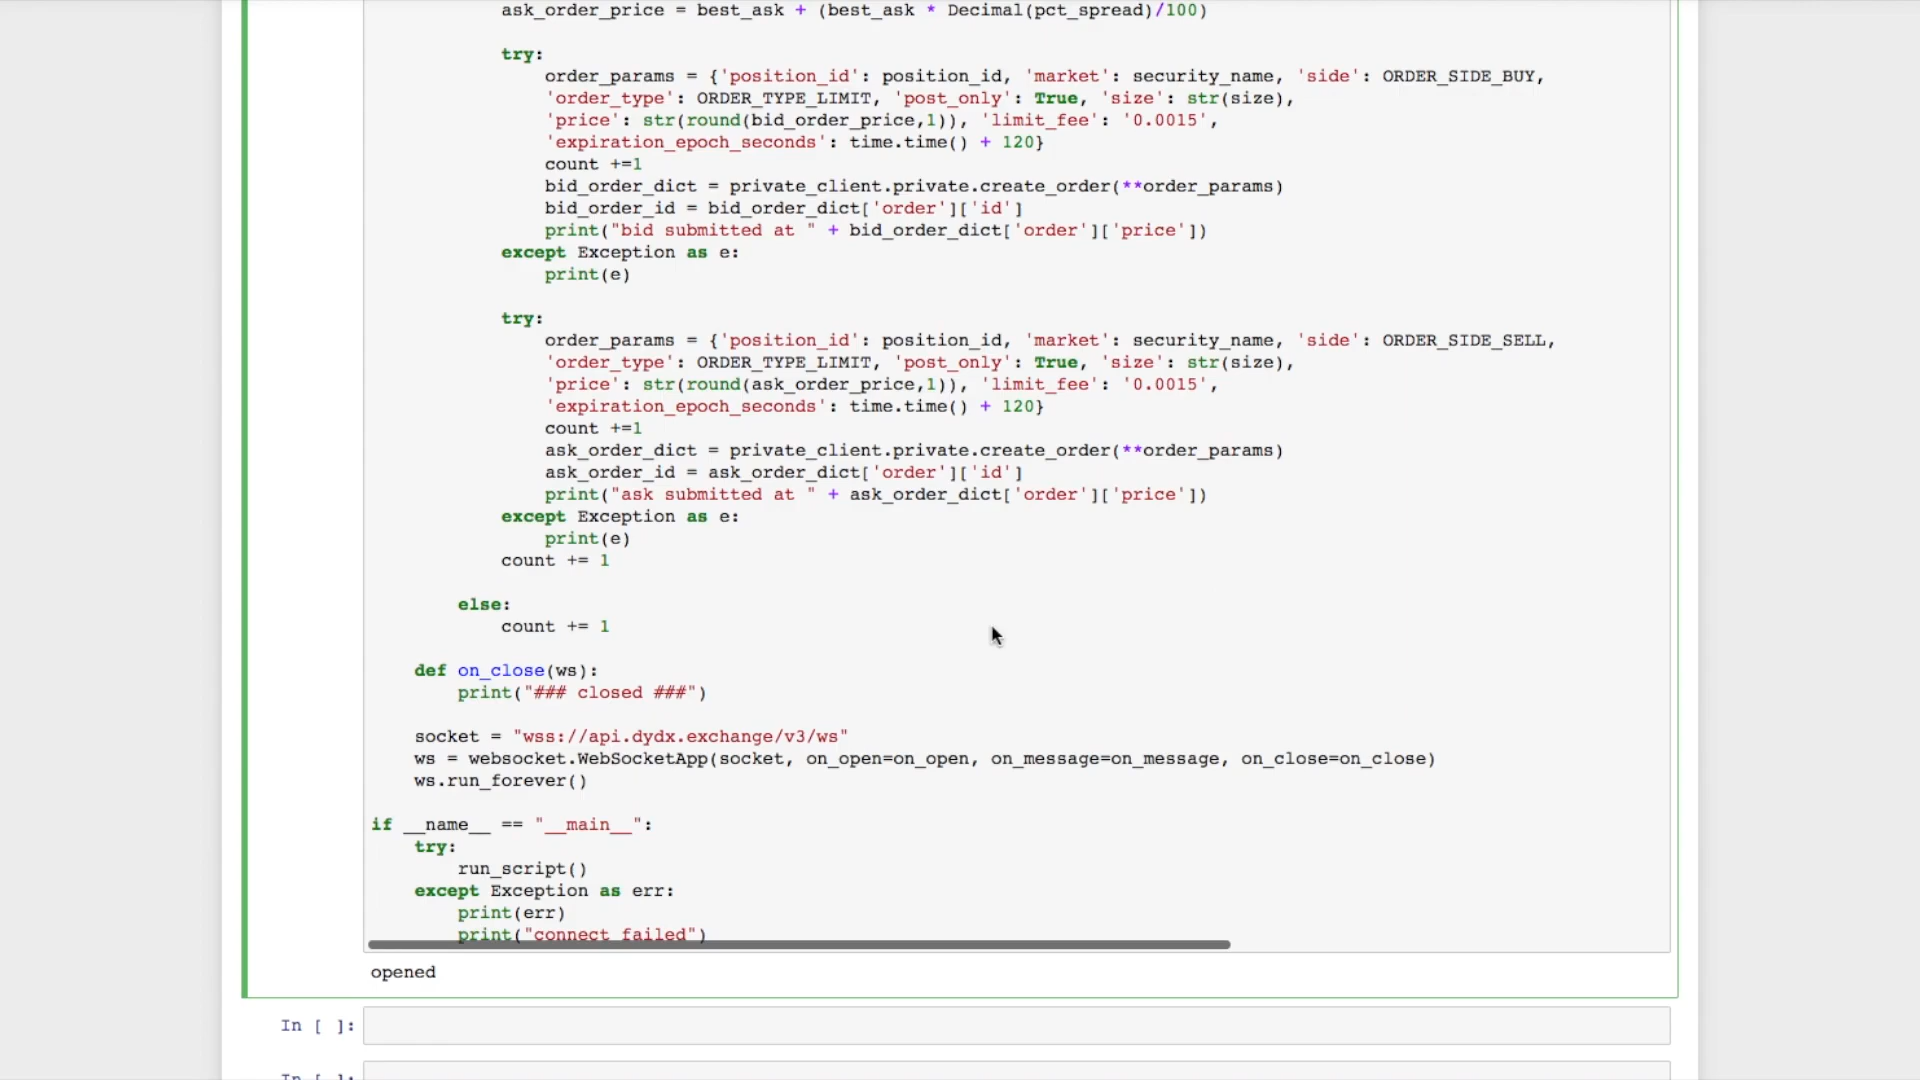 ask_order_price = best_ask + (best_ask * Decimal(pct_spread)/100)
try:
order_params = {'position_id': position_id, 'market': security_name, 'side': ORDER_SIDE_BUY,
'order_type': ORDER_TYPE_LIMIT, 'post_only': True, 'size': str(size),
'price': str(round(bid_order_price,1)), 'limit_fee': '0.0015',
'expiration_epoch_seconds': time.time() + 120}
count +=1
bid_order_dict = private_client.private.create_order(**order_params)
bid_order_id = bid_order_dict['order']['id']
print("bid submitted at " + bid_order_dict['order']['price'])
except Exception as e:
print(e)
try:
order_params = {'position_id': position_id, 'market': security_name, 'side': ORDER_SIDE_SELL,
'order_type': ORDER_TYPE_LIMIT, 'post_only': True, 'size': str(size),
'price': str(round(ask_order_price,1)), 'limit_fee': '0.0015',
'expiration_epoch_seconds': time.time() + 120}
count +=1
ask_order_dict = private_client.private.create_order(**order_params)
ask_order_id = ask_order_dict['order']['id']
print("ask submitted at " + ask_order_dict['order']['price'])
except Exception as e:
print(e)
count += 1
else:
count += 1
def on_close(ws):
print("### closed ###")
socket = "wss://api.dydx.exchange/v3/ws"
ws = websocket.WebSocketApp(socket, on_open=on_open, on_message=on_message, on_close=on_close)
ws.run_forever()
if __name__ == "__main__":
try:
run_script()
except Exception as err:
print(err)
print("connect failed")
opened
In [ ]:
In [ ]: